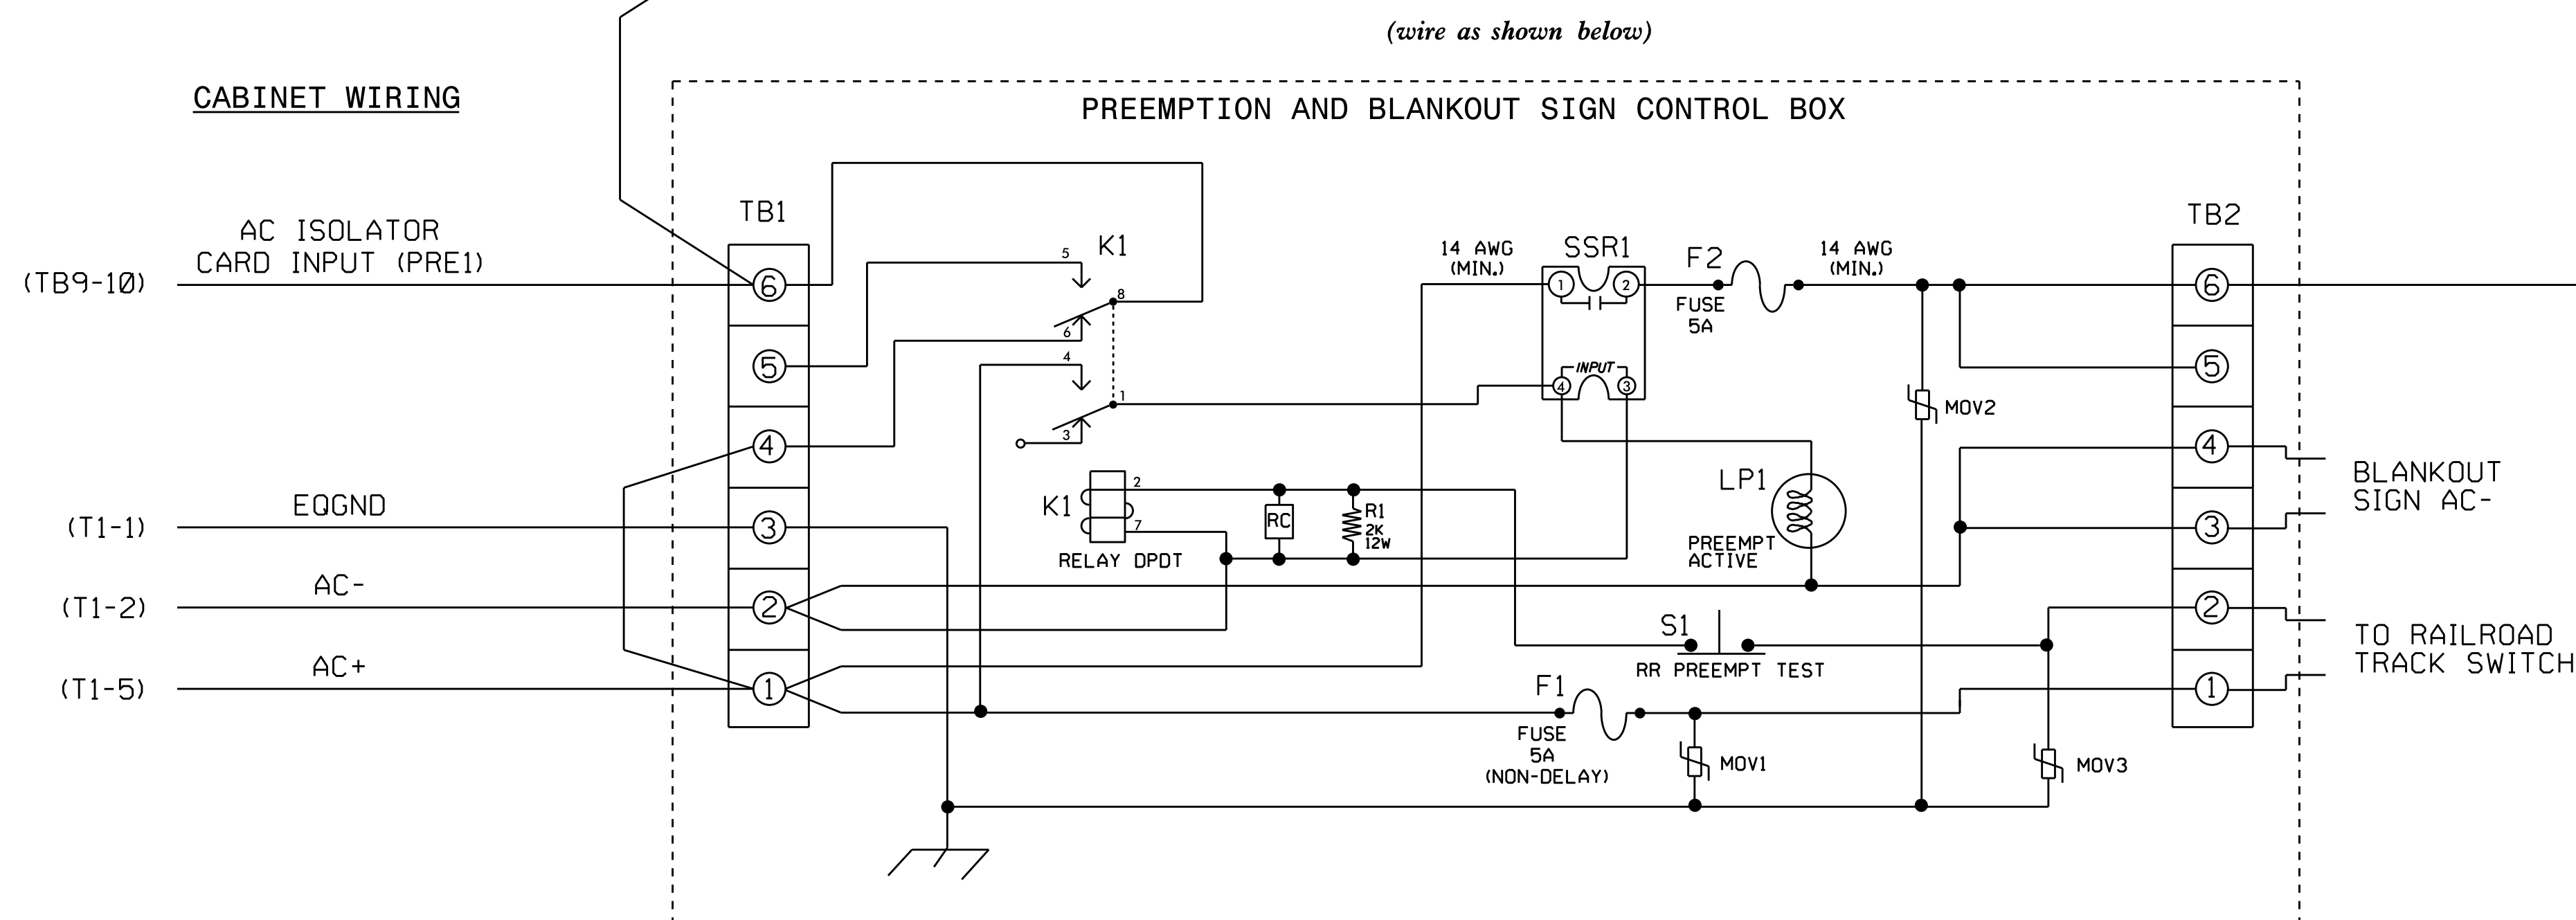 (wire as shown below)
CABINET WIRING
PREEMPTION AND BLANKOUT SIGN CONTROL BOX
TB1
TB2
AC ISOLATOR
CARD INPUT (PRE1)
(TB9-10)
6
5
4
3
2
1
EQGND
(T1-1)
AC-
(T1-2)
AC+
(T1-5)
K1
5
8
6
4
1
3
K1
2
7
RELAY DPDT
RC
R1
2K
12W
14 AWG
(MIN.)
SSR1
1
2
INPUT
4
3
F2
FUSE
5A
14 AWG
(MIN.)
MOV2
LP1
PREEMPT
ACTIVE
S1
RR PREEMPT TEST
F1
FUSE
5A
(NON-DELAY)
MOV1
MOV3
6
5
4
3
2
1
BLANKOUT
SIGN AC-
TO RAILROAD
TRACK SWITCH